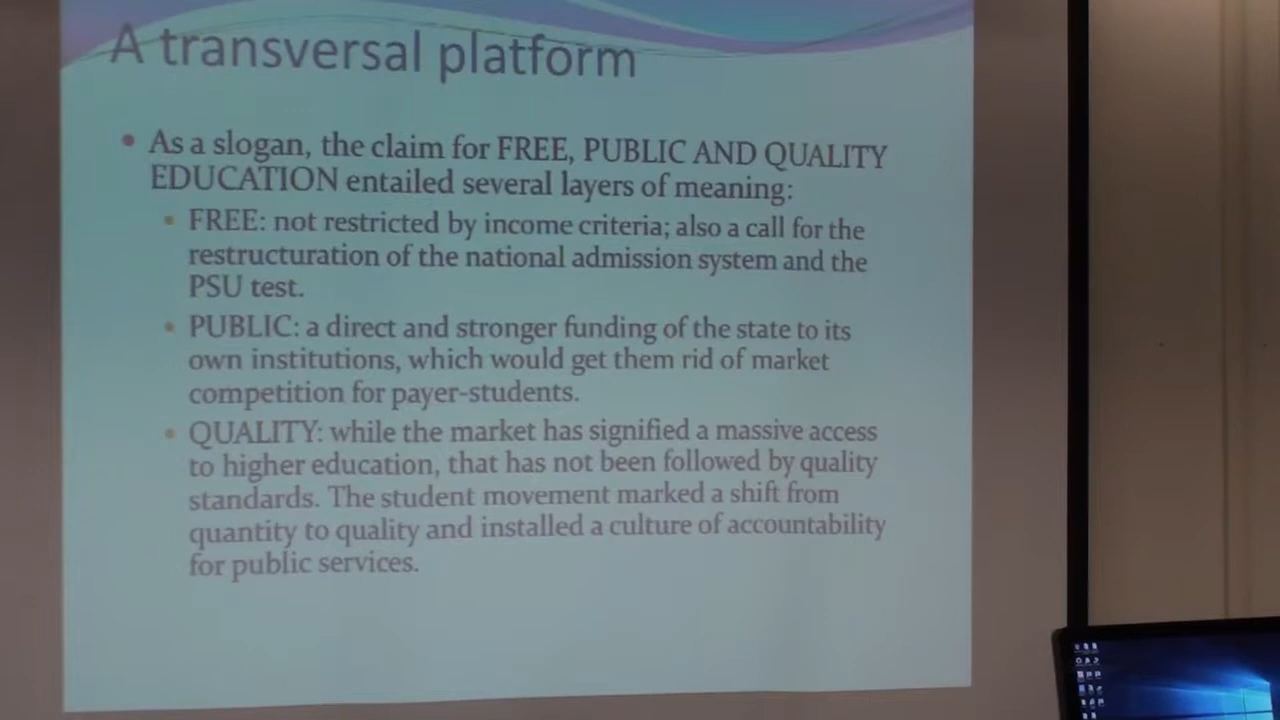 A transversal platform
• As a slogan, the claim for FREE, PUBLIC AND QUALITY
EDUCATION entailed several layers of meaning:
• FREE: not restricted by income criteria; also a call for the
restructuration of the national admission system and the
PSU test.
• PUBLIC: a direct and stronger funding of the state to its
own institutions, which would get them rid of market
competition for payer-students.
• QUALITY: while the market has signified a massive access
to higher education, that has not been followed by quality
standards. The student movement marked a shift from
quantity to quality and installed a culture of accountability
for public services.